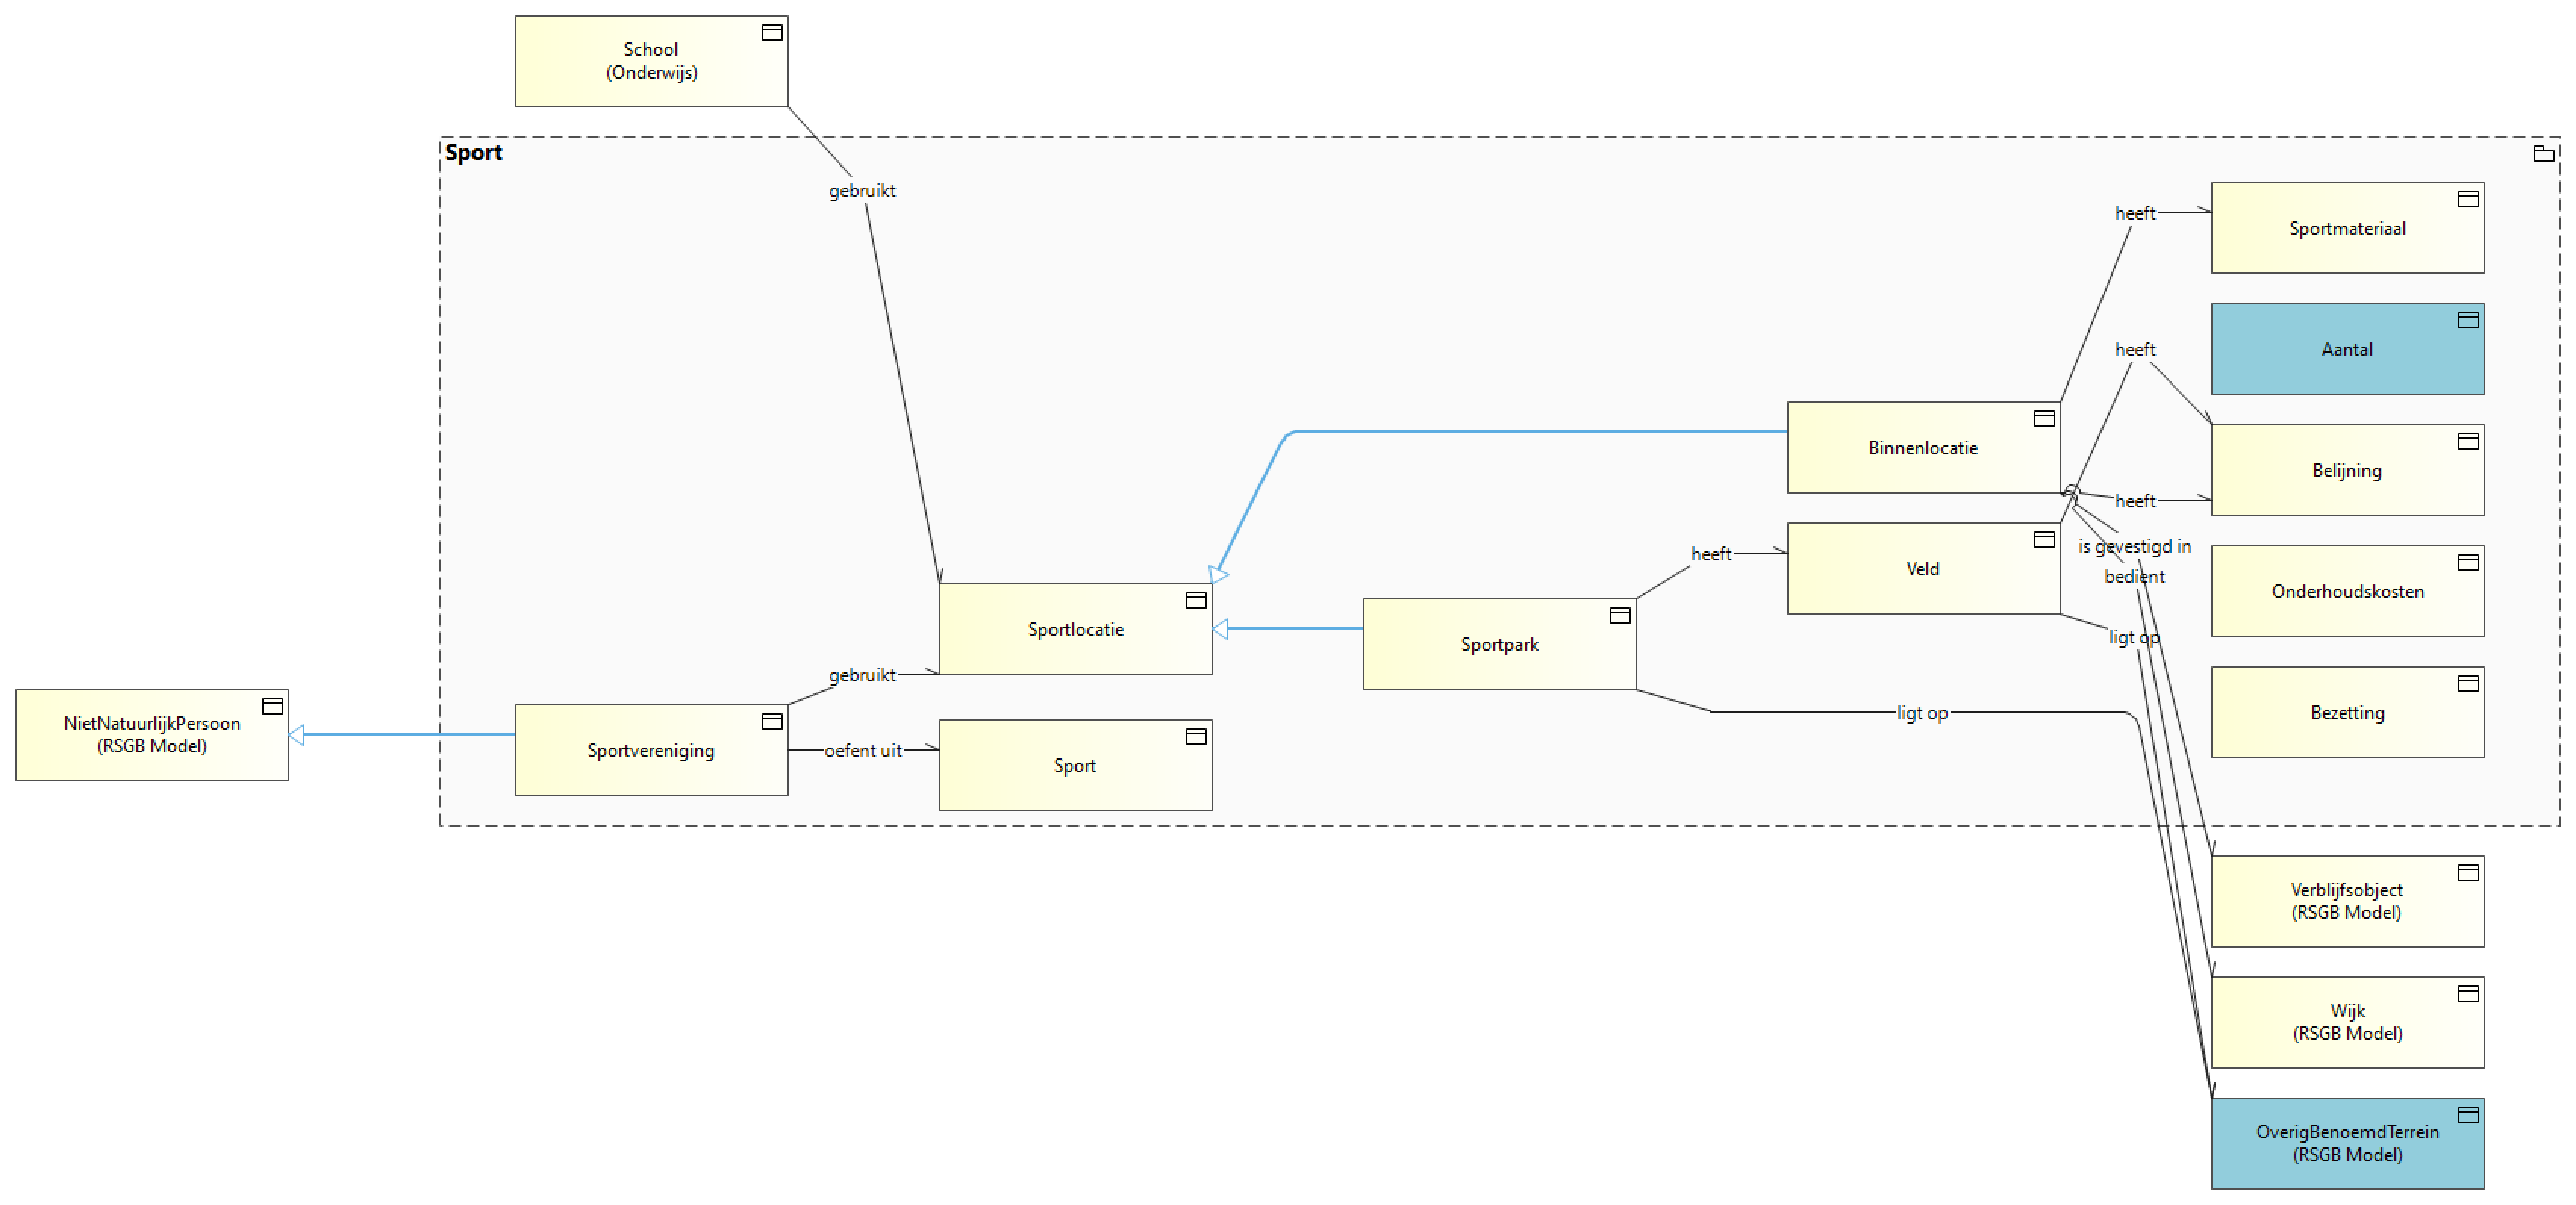 School
(Onderwijs)
Sport
gebruikt
heeft
Sportmateriaal
heeft
Aantal
Binnenlocatie
Belijning
heeft
is gevestigd in
heeft
Veld
bedient
Onderhoudskosten
Sportlocatie
Sportpark
ligt op
gebruikt
NietNatuurlijkPersoon
(RSGB Model)
Sportvereniging
oefent uit
Sport
ligt op
Bezetting
Verblijfsobject
(RSGB Model)
Wijk
(RSGB Model)
OverigBenoemdTerrein
(RSGB Model)